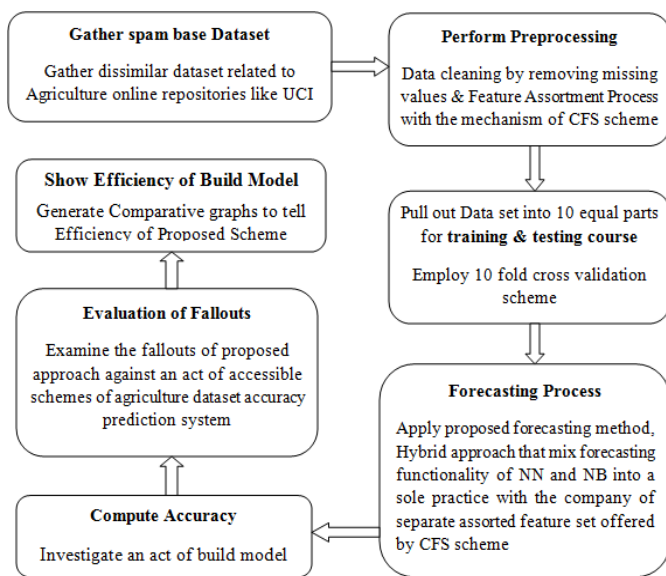 Gather spam base Dataset
Gather dissimilar dataset related to
Agriculture online repositories like UCI
Perform Preprocessing
Data cleaning by removing missing
values & Feature Assortment Process
with the mechanism of CFS scheme
Pull out Data set into 10 equal parts
for training & testing course
Employ 10 fold cross validation
scheme
Forecasting Process
Apply proposed forecasting method,
Hybrid approach that mix forecasting
functionality of NN and NB into a
sole practice with the company of
separate assorted feature set offered
by CFS scheme
Compute Accuracy
Investigate an act of build model
Evaluation of Fallouts
Examine the fallouts of proposed
approach against an act of accessible
schemes of agriculture dataset accuracy
prediction system
Show Efficiency of Build Model
Generate Comparative graphs to tell
Efficiency of Proposed Scheme